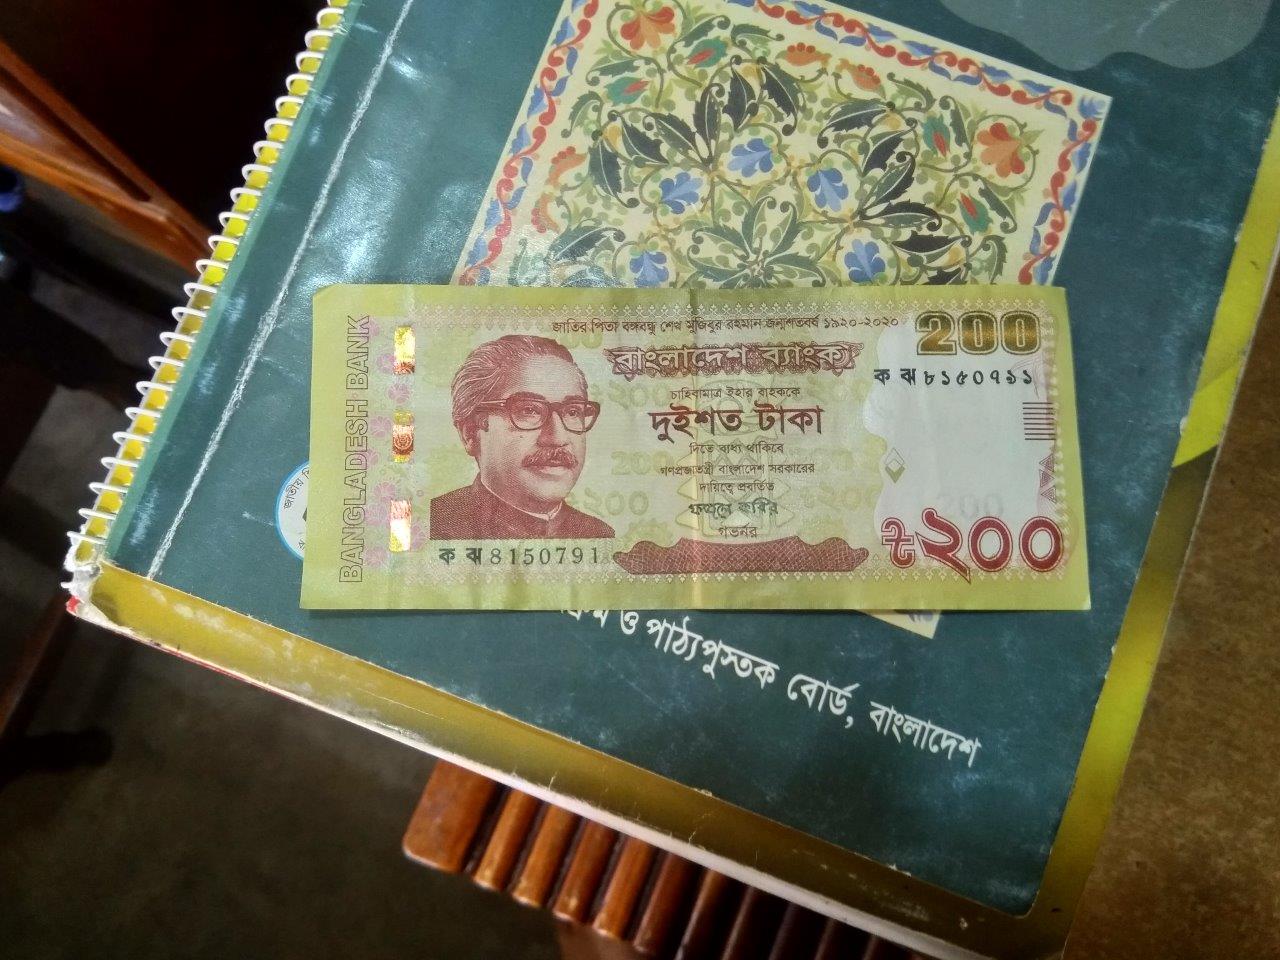 BANGLADESH BANK
জাতির পিতা বঙ্গবন্ধু শেখ মুজিবুর রহমান জন্মশতবর্ষ ১৯২০-২০২০
200
বাংলাদেশ ব্যাংক
ক ঝ ৮১৫০৭৯১
চাহিবামাত্র ইহার বাহককে
দুইশত টাকা
দিতে বাধ্য থাকিবে
গণপ্রজাতন্ত্রী বাংলাদেশ সরকারের
দায়িত্বে প্রবর্তিত
ফজলে কবির
গভর্নর
ক ঝ 8150791
৳২০০
200
জাতীয়
ও পাঠ্যপুস্তক বোর্ড, বাংলাদেশ